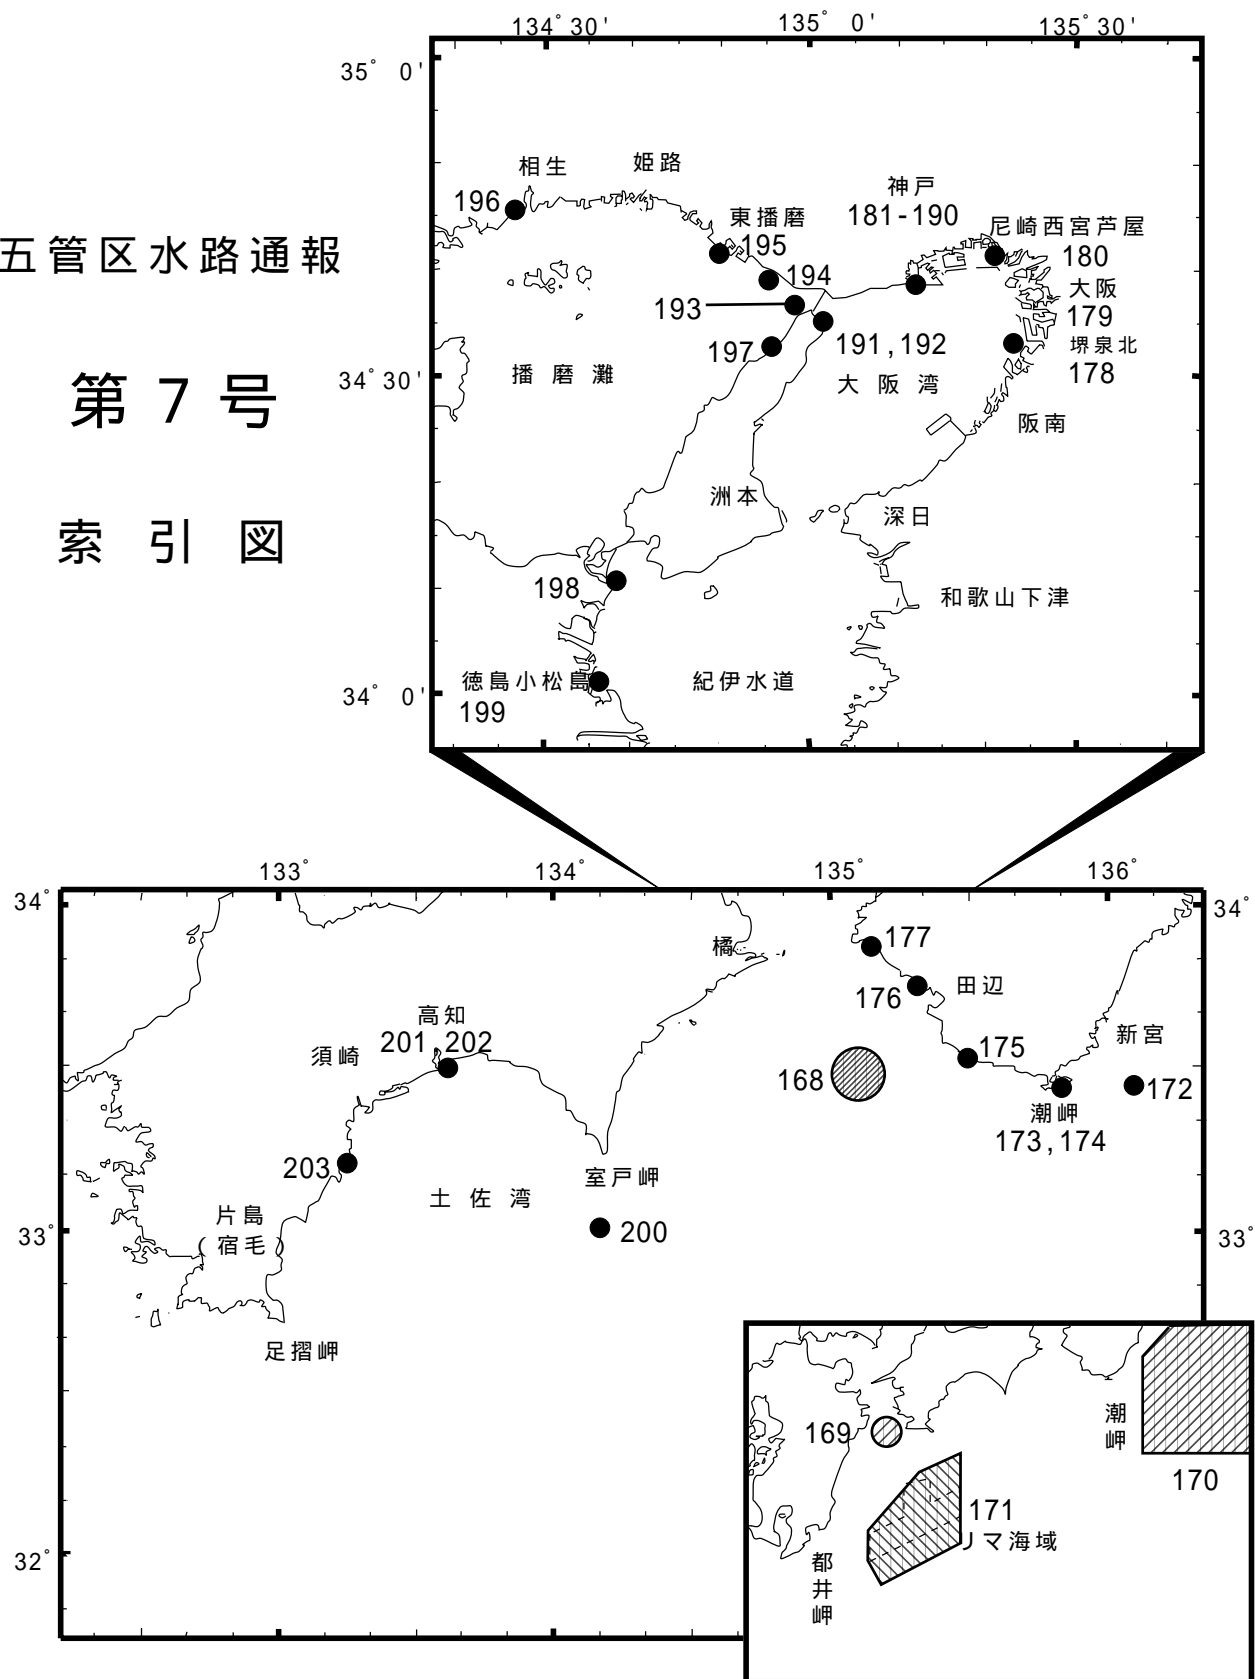 五管区水路通報
第7号
索引図
134°30'
135°0'
135°30'
35°0'
34°30'
34°0'
相生
196
姫路
東播磨
195
194
193
197
神戸
181-190
尼崎西宮芦屋
180
大阪
179
堺泉北
178
191,192
播磨灘
大阪湾
阪南
洲本
深日
198
和歌山下津
徳島小松島
199
紀伊水道
133°
134°
135°
136°
34°
34°
33°
33°
32°
橘
177
176
田辺
高知
201,202
須崎
175
新宮
168
172
潮岬
173,174
203
室戸岬
土佐湾
200
片島
(宿毛)
足摺岬
169
潮岬
170
171
リマ海域
都井岬